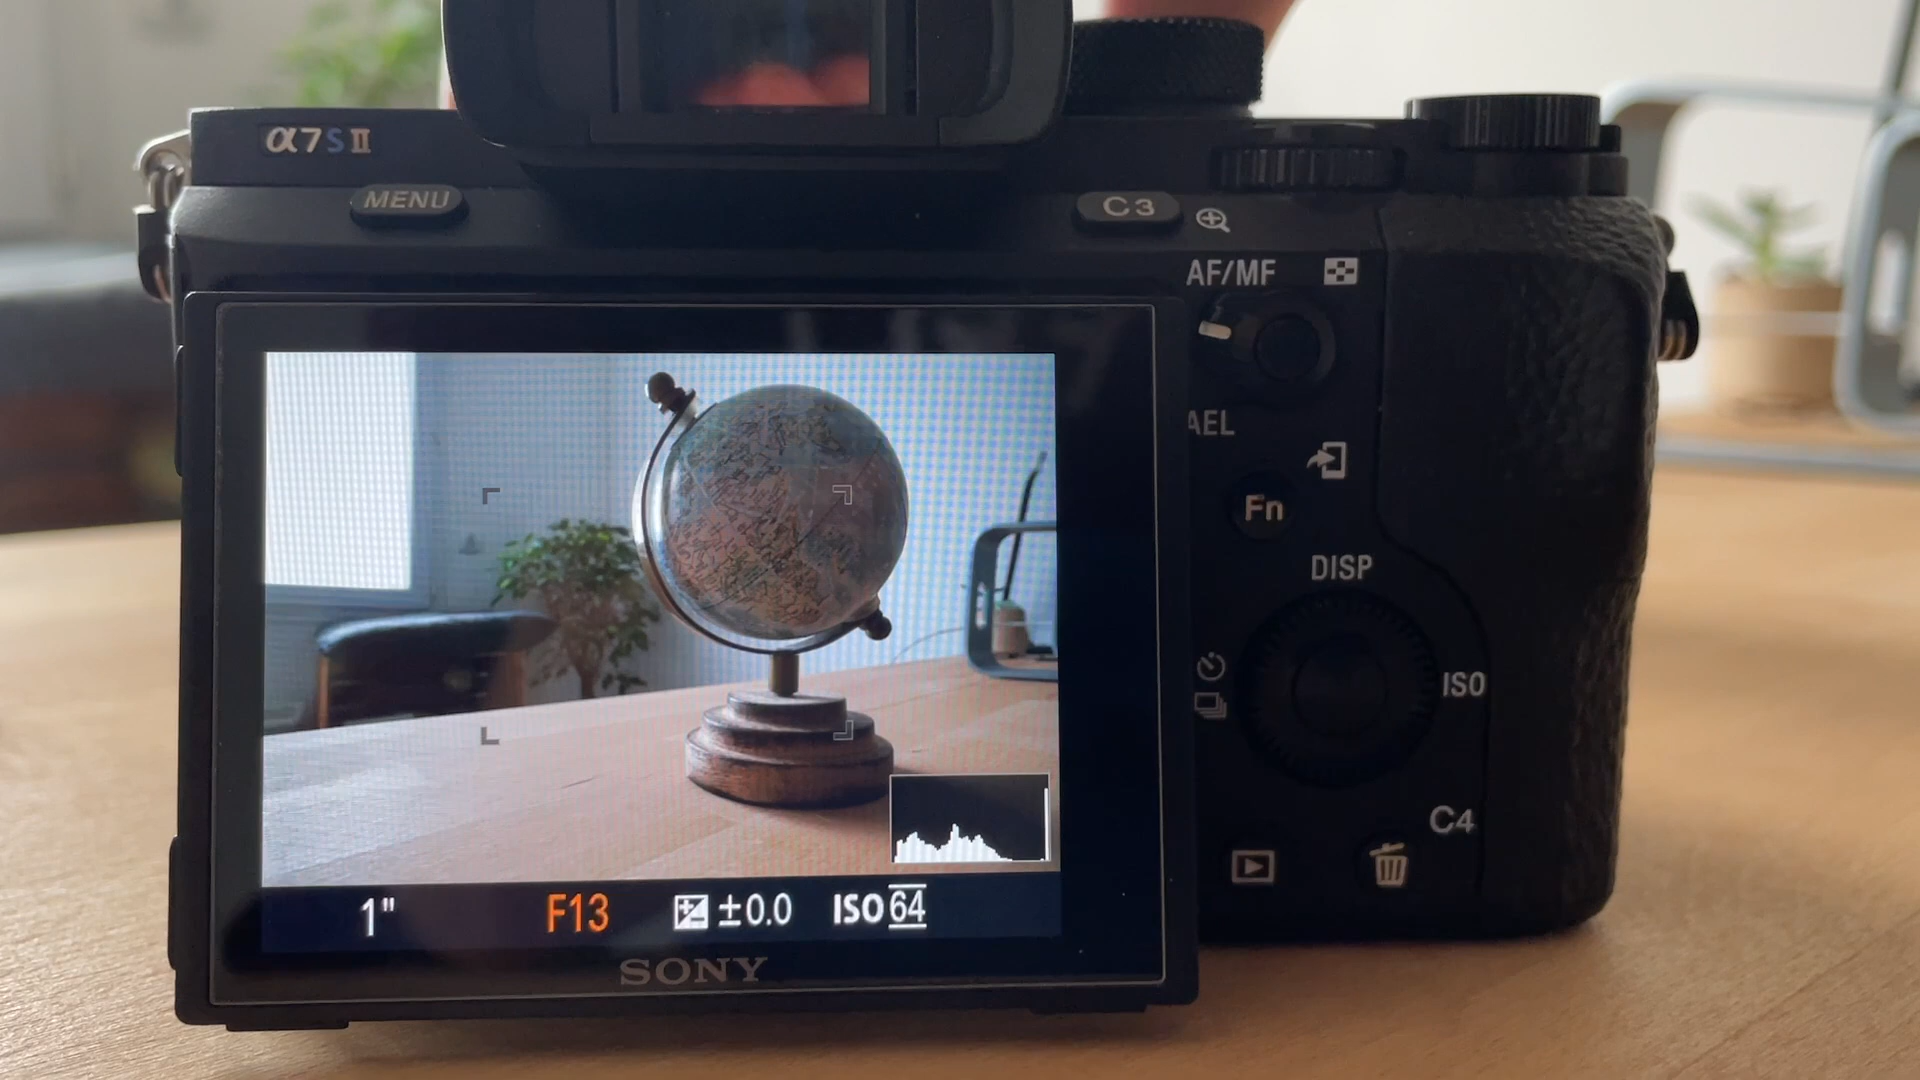 α7SII
MENU
C3
AF/MF
AEL
Fn
DISP
ISO
C4
1" F13 ±0.0 ISO 64
SONY